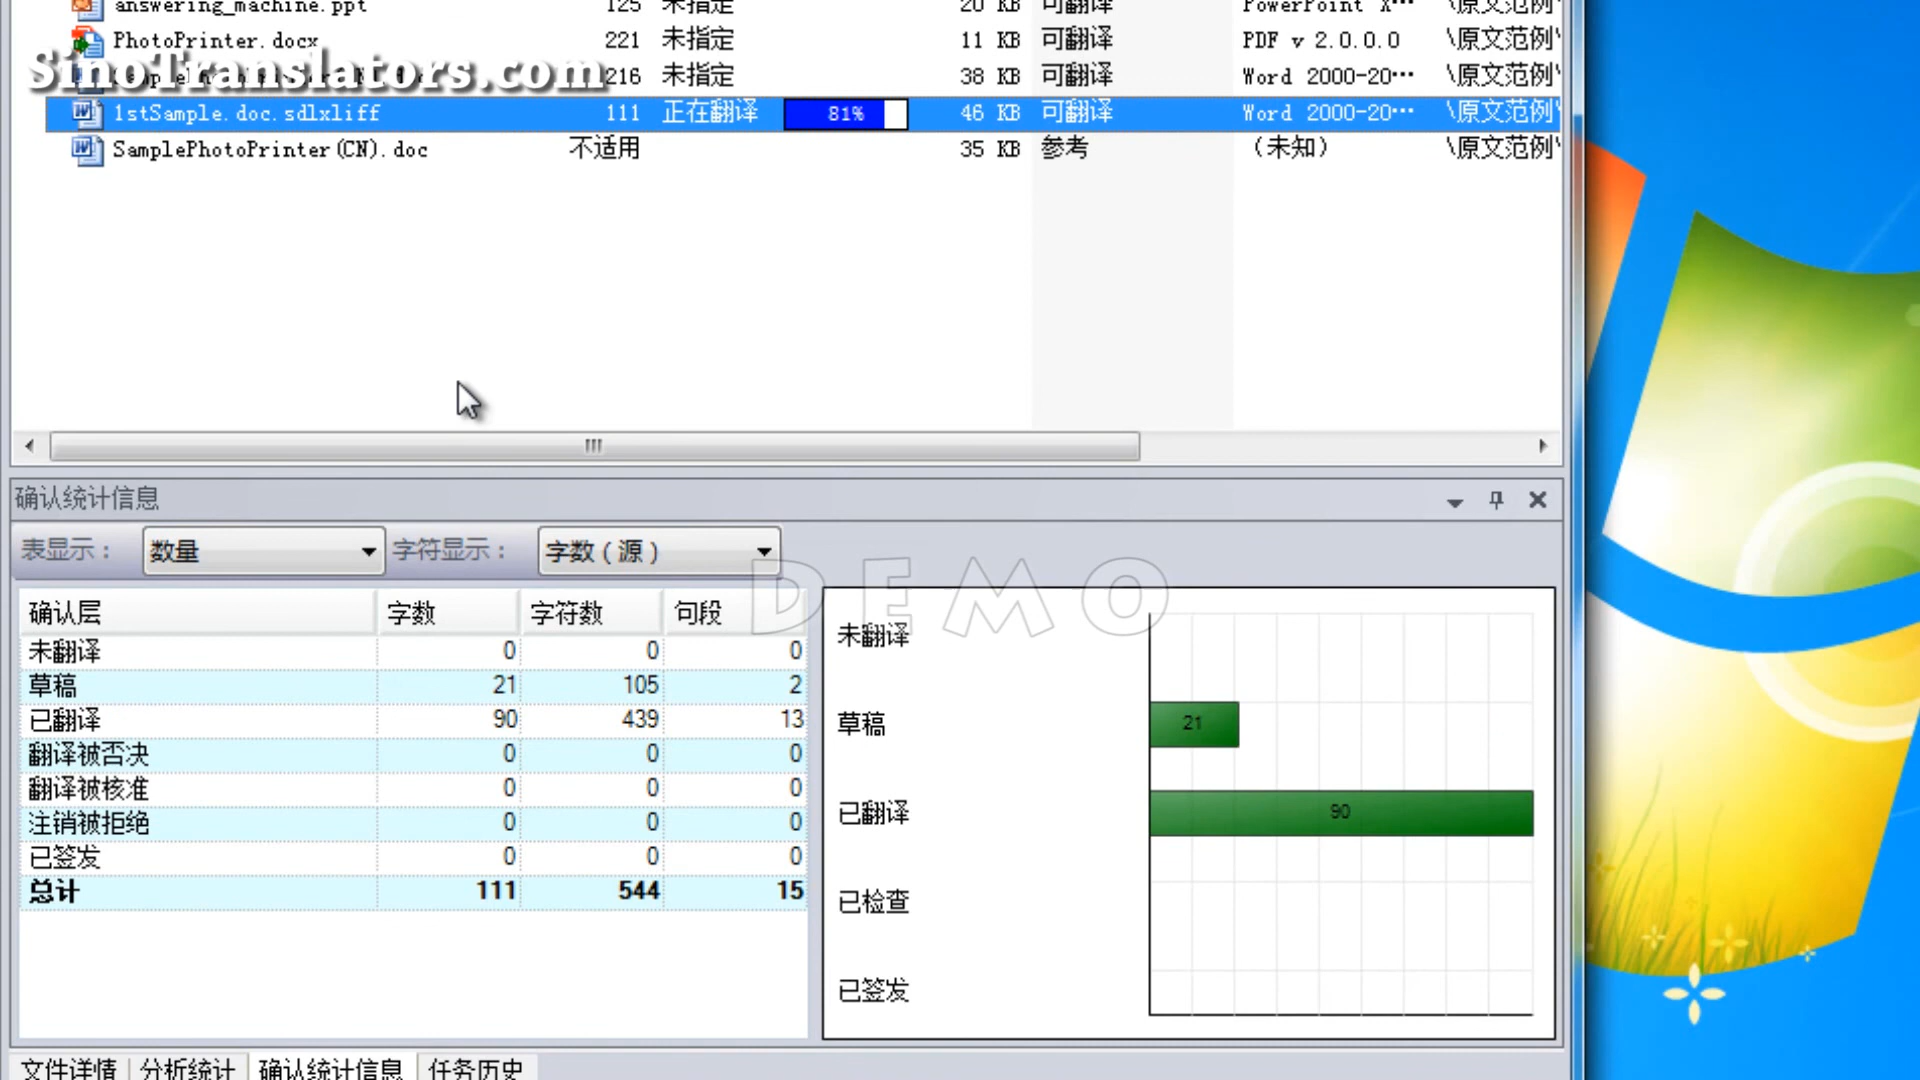 answering_machine.ppt 125 未指定 20 KB 可翻译 PowerPoint X… \原文范例\
PhotoPrinter.docx 221 未指定 11 KB 可翻译 PDF v 2.0.0.0 \原文范例\
SinoTranslators.com
216 未指定 38 KB 可翻译 Word 2000-20… \原文范例\
1stSample.doc.sdlxliff 111 正在翻译 81% 46 KB 可翻译 Word 2000-20… \原文范例\
SamplePhotoPrinter(CN).doc 不适用 35 KB 参考 (未知) \原文范例\
确认统计信息
表显示: 数量 字符显示: 字数(源)
DEMO
确认层 字数 字符数 句段
未翻译 0 0 0
草稿 21 105 2
已翻译 90 439 13
翻译被否决 0 0 0
翻译被核准 0 0 0
注销被拒绝 0 0 0
已签发 0 0 0
总计 111 544 15
未翻译
草稿 21
已翻译 90
已检查
已签发
文件详情 分析统计 确认统计信息 任务历史